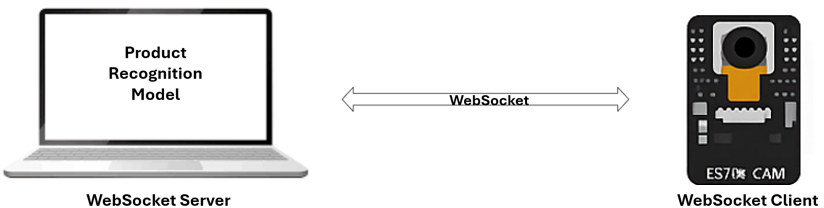 Product
Recognition
Model
WebSocket
CAM
WebSocket Server
WebSocket Client